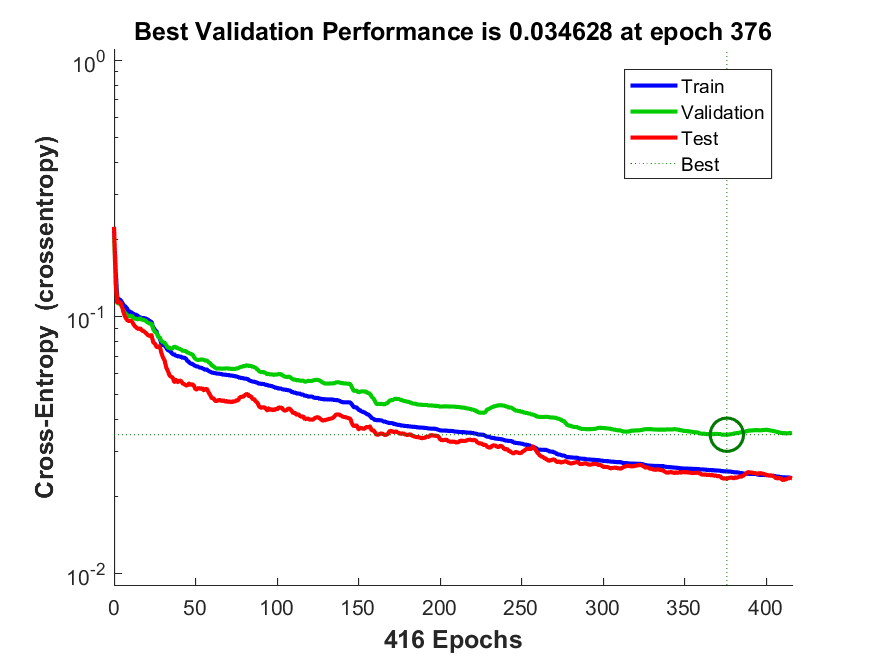 Best Validation Performance is 0.034628 at epoch 376
10^0
10^-1
10^-2
Cross-Entropy (crossentropy)
Train
Validation
Test
Best
0 50 100 150 200 250 300 350 400
416 Epochs